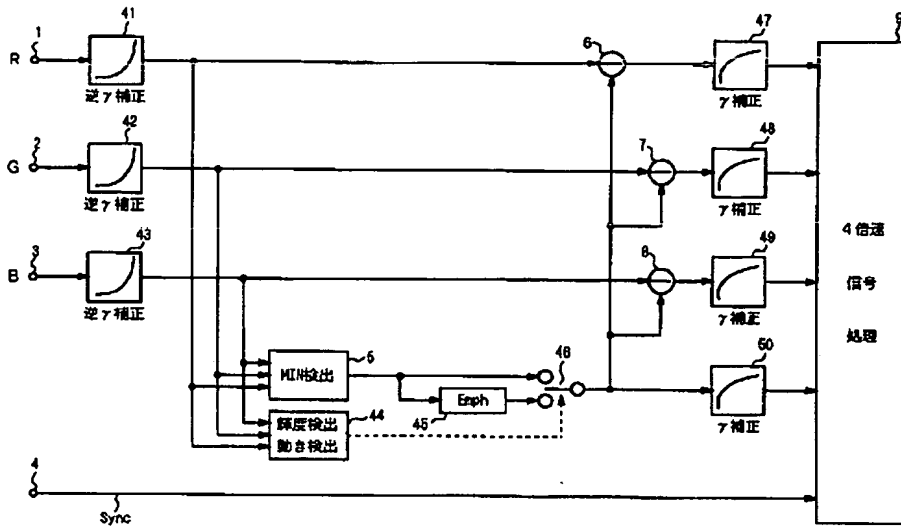 1
R
41
逆γ補正
6
47
γ補正
9
2
G
42
逆γ補正
7
48
γ補正
3
B
43
逆γ補正
8
49
γ補正
4倍速
信号
処理
MIN検出
5
46
50
γ補正
Emph
45
輝度検出
動き検出
44
4
Sync